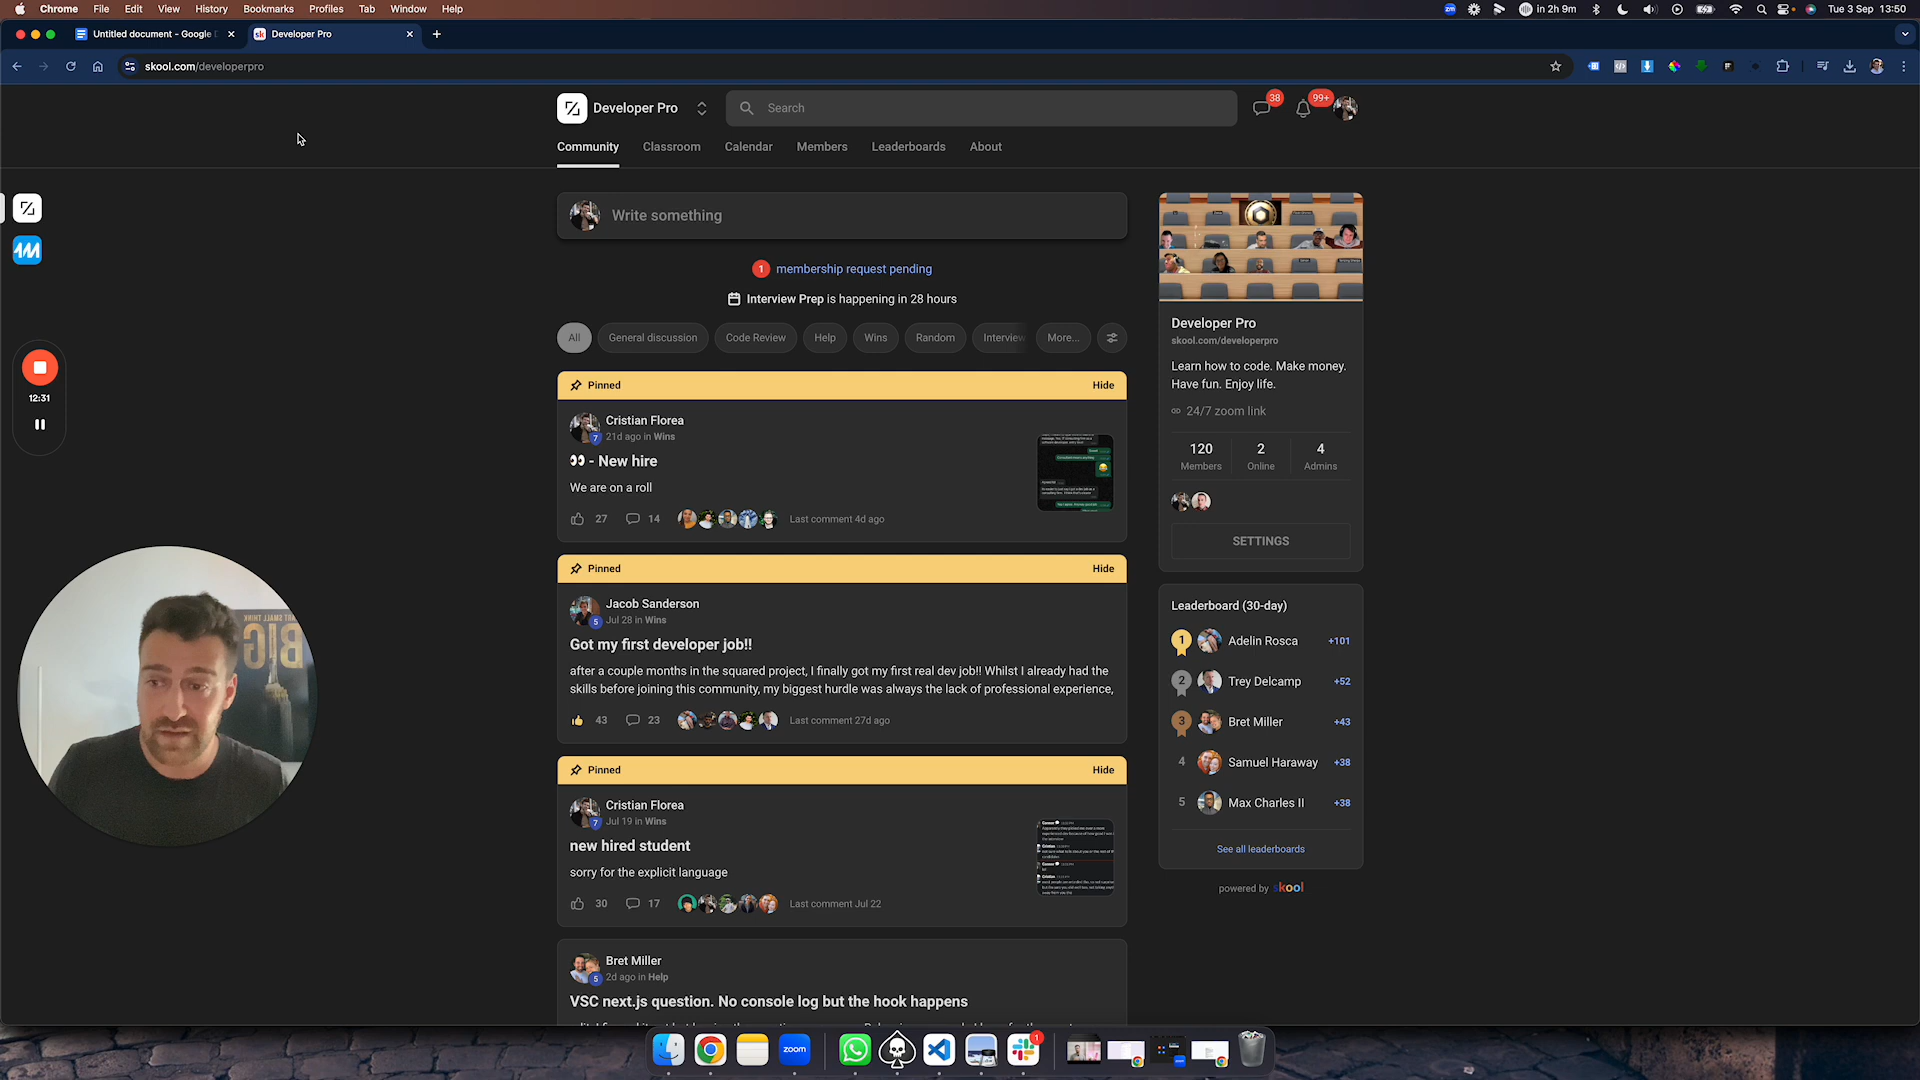 Chrome File Edit View History Bookmarks Profiles Tab Window Help
zm in 2h 9m Tue 3 Sep 13:50
Untitled document - Google D
sk Developer Pro
skool.com/developerpro
Developer Pro
Search
38
99+
Community Classroom Calendar Members Leaderboards About
Write something
1 membership request pending
Interview Prep is happening in 28 hours
All General discussion Code Review Help Wins Random Interview More...
12:31
Pinned Hide
Cristian Florea
7 21d ago in Wins
👀 - New hire
We are on a roll
27 14 Last comment 4d ago
Pinned Hide
Jacob Sanderson
5 Jul 28 in Wins
Got my first developer job!!
after a couple months in the squared project, I finally got my first real dev job!! Whilst I already had the
skills before joining this community, my biggest hurdle was always the lack of professional experience,
43 23 Last comment 27d ago
Pinned Hide
Cristian Florea
7 Jul 19 in Wins
new hired student
sorry for the explicit language
30 17 Last comment Jul 22
Bret Miller
5 2d ago in Help
VSC next.js question. No console log but the hook happens
Developer Pro
skool.com/developerpro
Learn how to code. Make money.
Have fun. Enjoy life.
24/7 zoom link
120 2 4
Members Online Admins
SETTINGS
Leaderboard (30-day)
1 Adelin Rosca +101
2 Trey Delcamp +52
3 Bret Miller +43
4 Samuel Haraway +38
5 Max Charles II +38
See all leaderboards
powered by skool
BIG
zoom
1